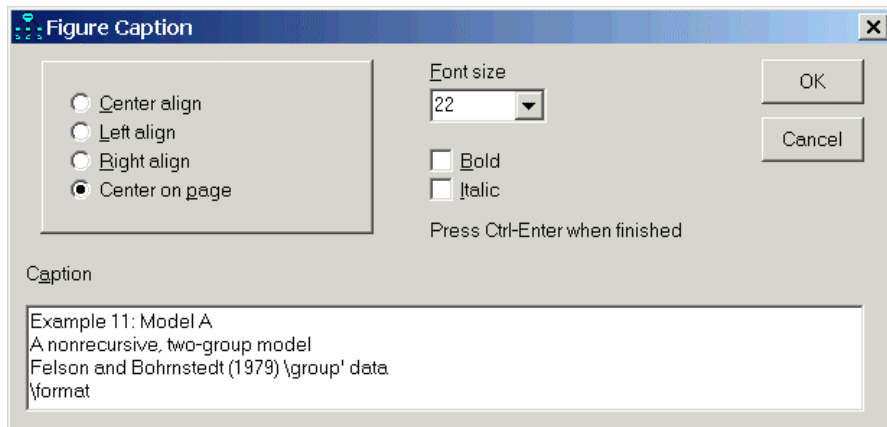 Figure Caption
Center align
Left align
Right align
Center on page
Font size
22
Bold
Italic
Press Ctrl-Enter when finished
OK
Cancel
Caption
Example 11: Model A
A nonrecursive, two-group model
Felson and Bohrnstedt (1979) \group' data
\format